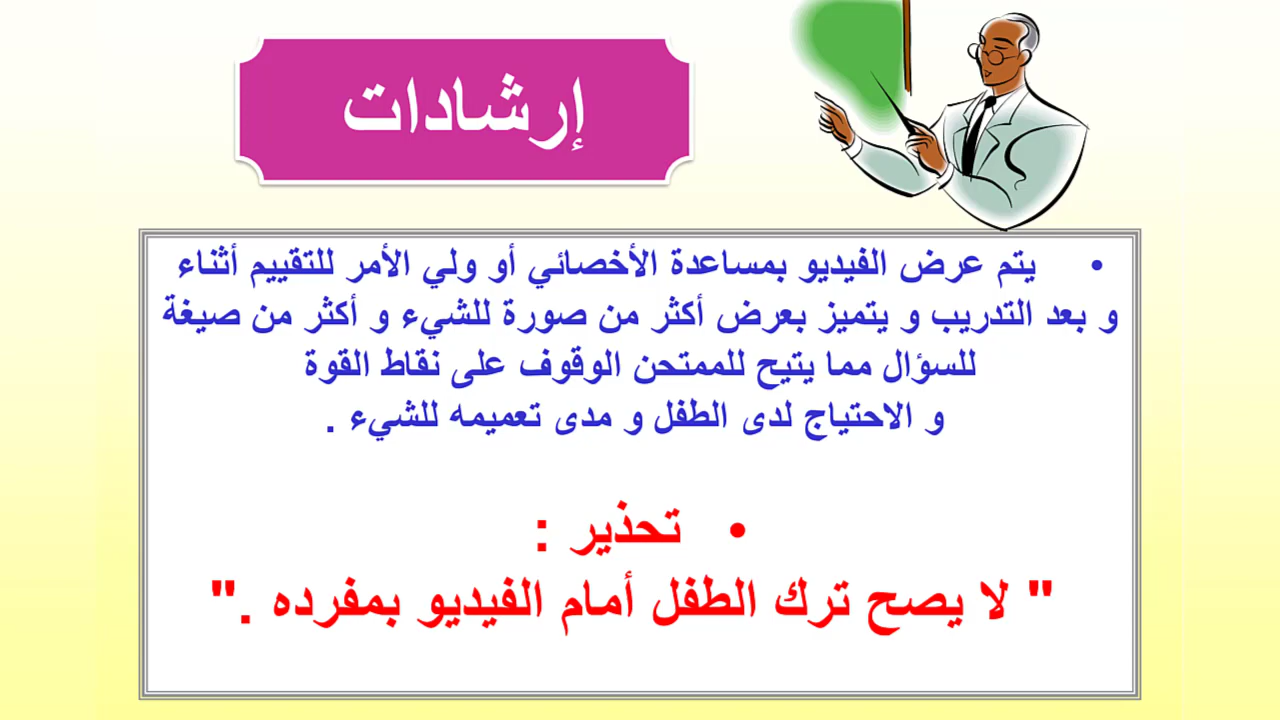 إرشادات
• يتم عرض الفيديو بمساعدة الأخصائي أو ولي الأمر للتقييم أثناء
و بعد التدريب و يتميز بعرض أكثر من صورة للشيء و أكثر من صيغة
للسؤال مما يتيح للممتحن الوقوف على نقاط القوة
و الاحتياج لدى الطفل و مدى تعميمه للشيء .
• تحذير :
" لا يصح ترك الطفل أمام الفيديو بمفرده ."